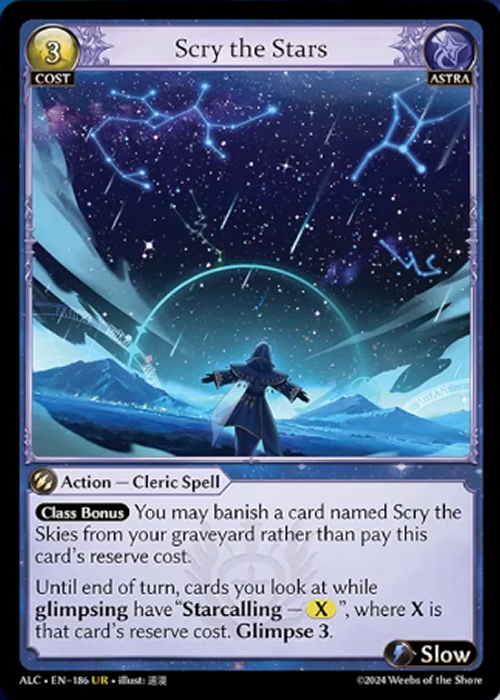 3
Scry the Stars
COST
ASTRA
Action — Cleric Spell
Class Bonus You may banish a card named Scry the
Skies from your graveyard rather than pay this
card's reserve cost.
Until end of turn, cards you look at while
glimpsing have “Starcalling — X ”, where X is
that card's reserve cost. Glimpse 3.
Slow
ALC • EN-186 UR • illust:
©2024 Weebs of the Shore